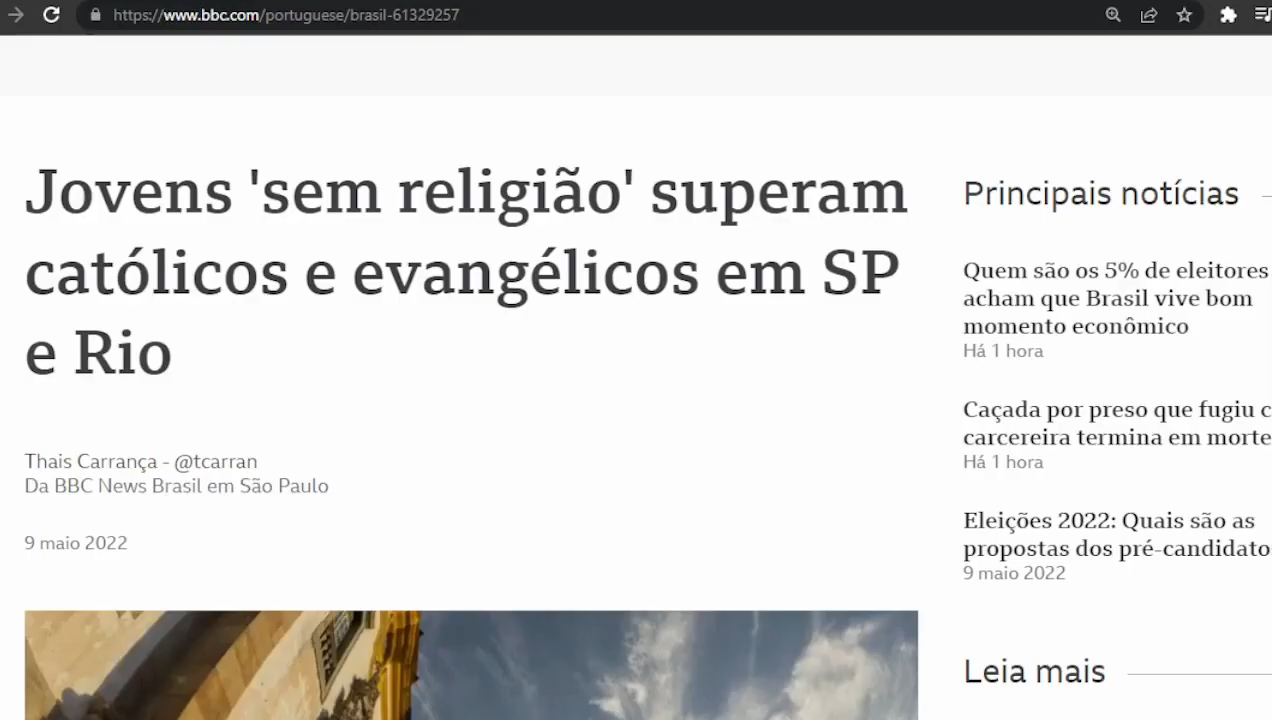 https://www.bbc.com/portuguese/brasil-61329257
Jovens 'sem religião' superam
católicos e evangélicos em SP
e Rio
Thais Carrança - @tcarran
Da BBC News Brasil em São Paulo
9 maio 2022
Principais notícias
Quem são os 5% de eleitores
acham que Brasil vive bom
momento econômico
Há 1 hora
Caçada por preso que fugiu c
carcereira termina em morte
Há 1 hora
Eleições 2022: Quais são as
propostas dos pré-candidato
9 maio 2022
Leia mais